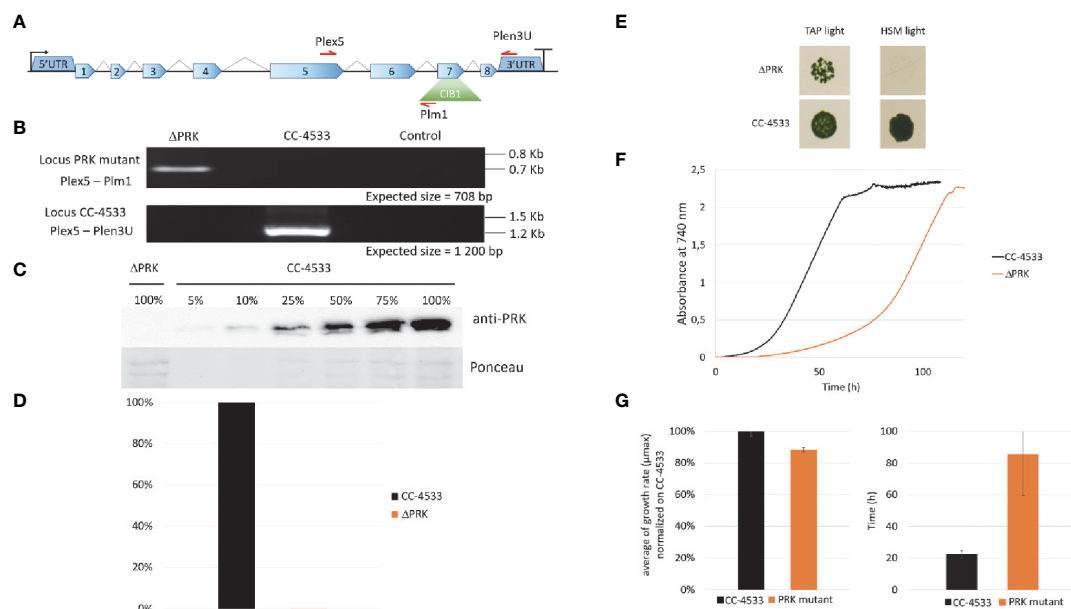 A
Plex5
Plen3U
5'UTR
1
2
3
4
5
6
7
8
3'UTR
CIB1
Plm1
B
ΔPRK
CC-4533
Control
Locus PRK mutant
Plex5 – Plm1
0.8 Kb
0.7 Kb
Expected size = 708 bp
Locus CC-4533
Plex5 – Plen3U
1.5 Kb
1.2 Kb
Expected size = 1 200 bp
C
ΔPRK
CC-4533
100%
5%
10%
25%
50%
75%
100%
anti-PRK
Ponceau
D
100%
80%
60%
40%
20%
0%
CC-4533
ΔPRK
E
TAP light
HSM light
ΔPRK
CC-4533
F
2,5
2
1,5
1
0,5
0
Absorbance at 740 nm
0
50
100
Time (h)
CC-4533
ΔPRK
G
average of growth rate (μmax)
normalized on CC-4533
100%
80%
60%
40%
20%
0%
CC-4533
PRK mutant
Time (h)
100
80
60
40
20
0
CC-4533
PRK mutant